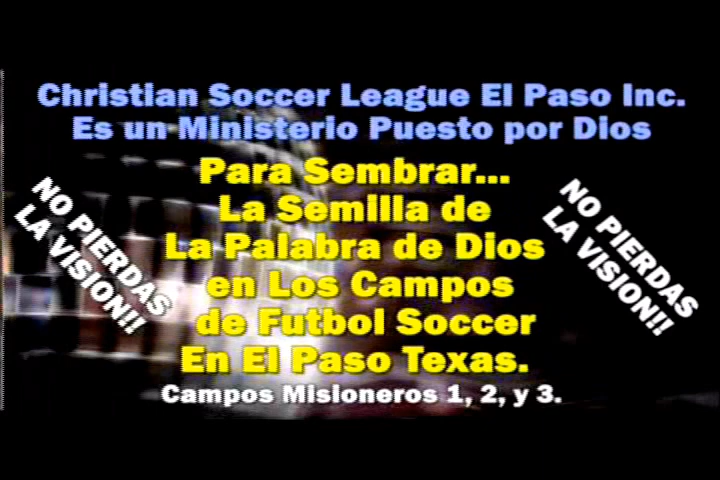 Christian Soccer League El Paso Inc.
Es un Ministerio Puesto por Dios
Para Sembrar...
La Semilla de
La Palabra de Dios
en Los Campos
de Futbol Soccer
En El Paso Texas.
Campos Misioneros 1, 2, y 3.
NO PIERDAS
LA VISION!!
NO PIERDAS
LA VISION!!